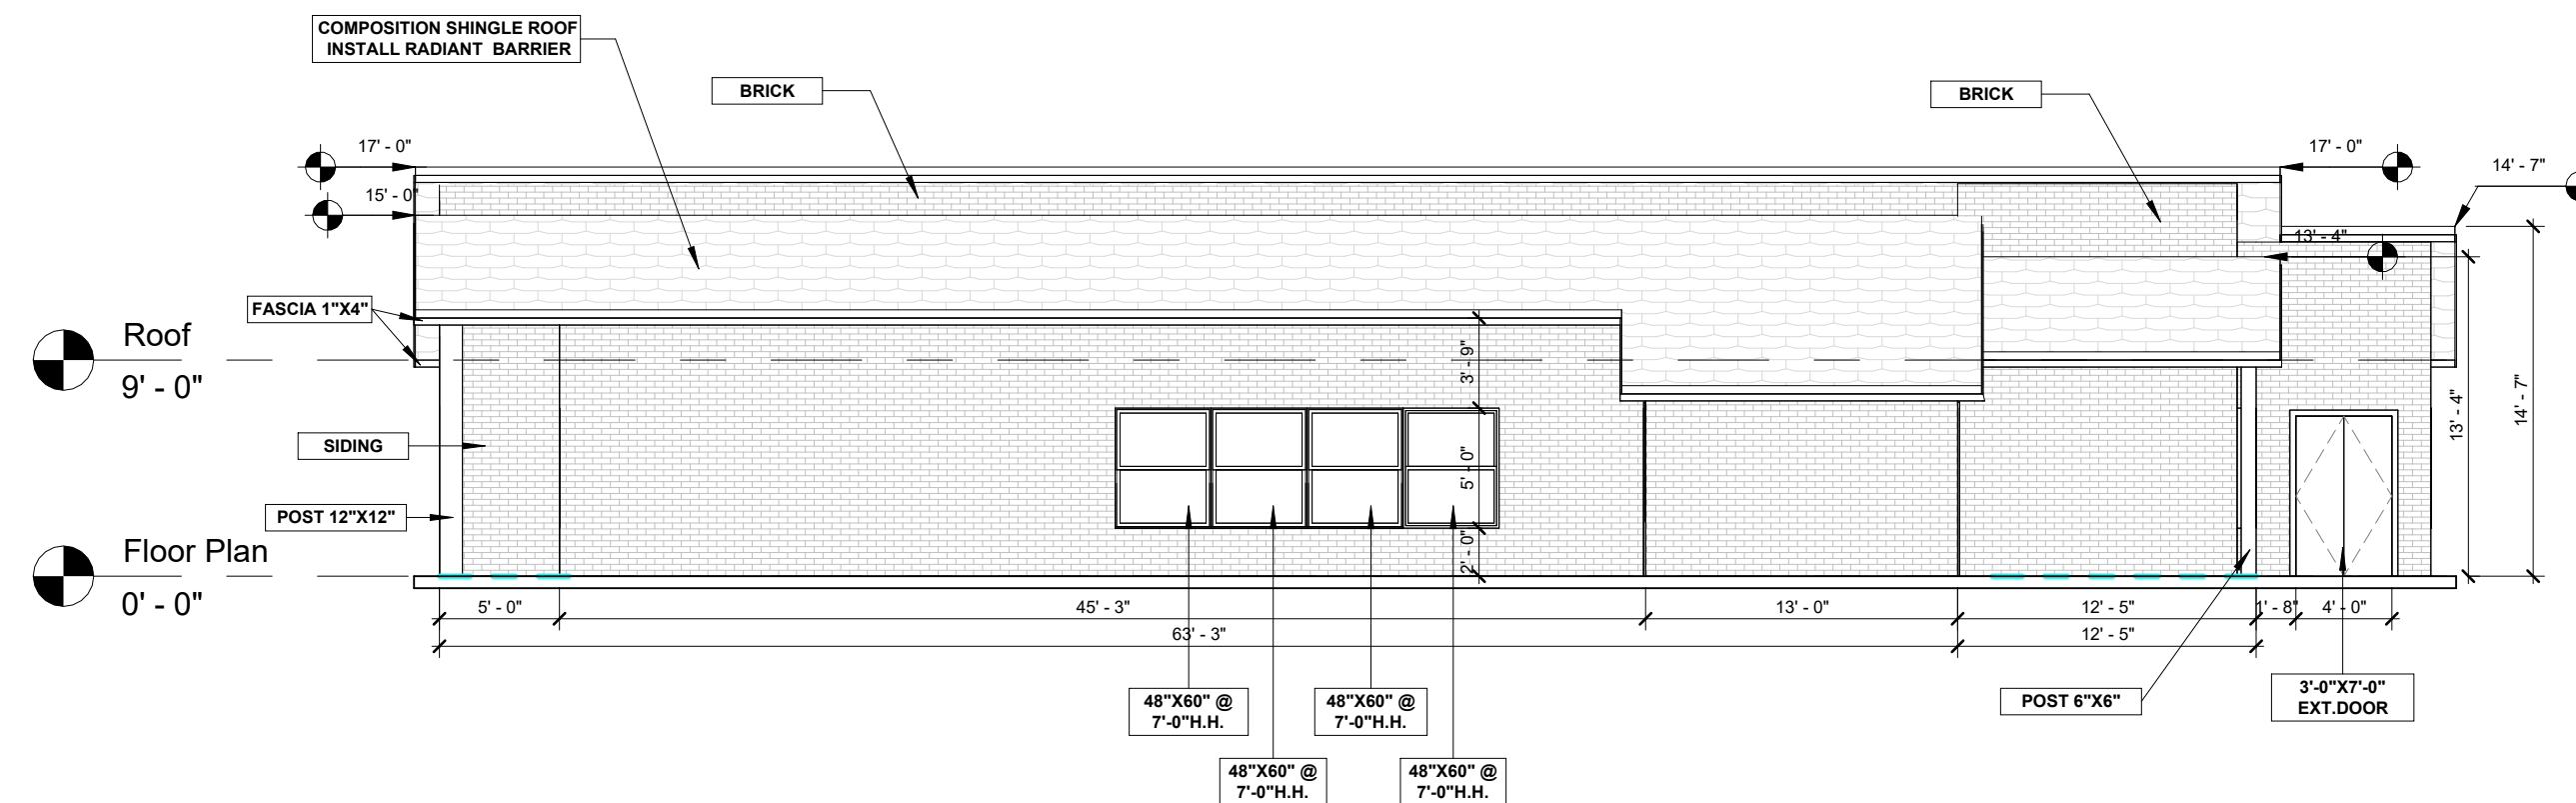 COMPOSITION SHINGLE ROOF
INSTALL RADIANT BARRIER
BRICK
BRICK
17' - 0"
17' - 0"
14' - 7"
15' - 0"
13' - 4"
FASCIA 1"X4"
Roof
9' - 0"
3' - 9"
13' - 4"
14' - 7"
SIDING
5' - 0"
POST 12"X12"
2' - 0"
Floor Plan
0' - 0"
5' - 0"
45' - 3"
13' - 0"
12' - 5"
1' - 8"
4' - 0"
63' - 3"
12' - 5"
48"X60" @
7'-0"H.H.
48"X60" @
7'-0"H.H.
POST 6"X6"
3'-0"X7'-0"
EXT.DOOR
48"X60" @
7'-0"H.H.
48"X60" @
7'-0"H.H.